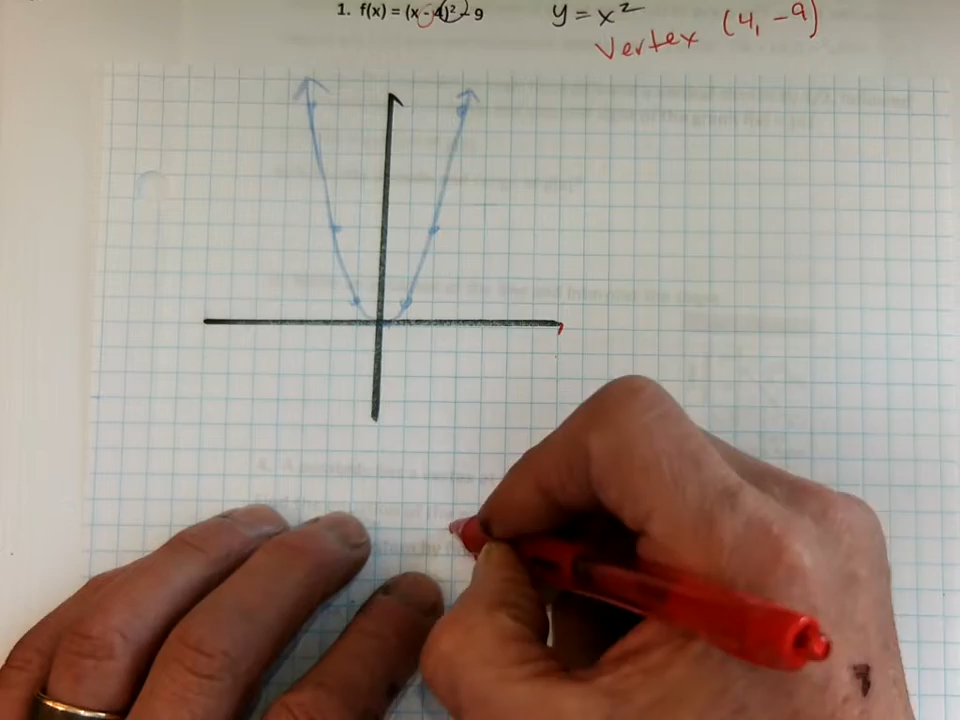 1. f(x) = (x - 4)² - 9 y = x²
Vertex (4, -9)